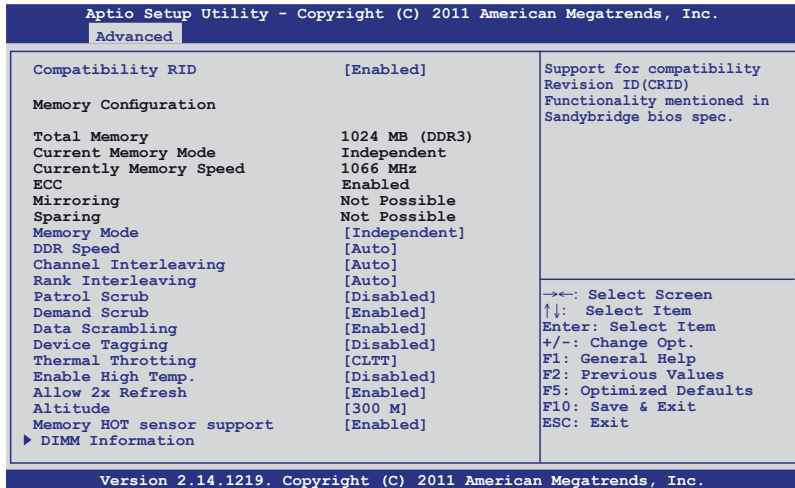 Aptio Setup Utility - Copyright (C) 2011 American Megatrends, Inc.
Advanced
Compatibility RID [Enabled]
Memory Configuration
Total Memory 1024 MB (DDR3)
Current Memory Mode Independent
Currently Memory Speed 1066 MHz
ECC Enabled
Mirroring Not Possible
Sparing Not Possible
Memory Mode [Independent]
DDR Speed [Auto]
Channel Interleaving [Auto]
Rank Interleaving [Auto]
Patrol Scrub [Disabled]
Demand Scrub [Enabled]
Data Scrambling [Enabled]
Device Tagging [Disabled]
Thermal Throtting [CLTT]
Enable High Temp. [Disabled]
Allow 2x Refresh [Enabled]
Altitude [300 M]
Memory HOT sensor support [Enabled]
DIMM Information
Support for compatibility
Revision ID(CRID)
Functionality mentioned in
Sandybridge bios spec.
→←: Select Screen
↑↓: Select Item
Enter: Select Item
+/-: Change Opt.
F1: General Help
F2: Previous Values
F5: Optimized Defaults
F10: Save & Exit
ESC: Exit
Version 2.14.1219. Copyright (C) 2011 American Megatrends, Inc.